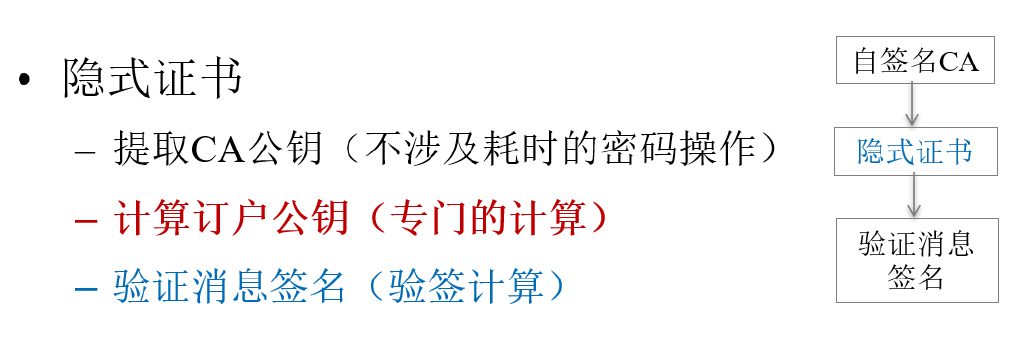 • 隐式证书
– 提取CA公钥（不涉及耗时的密码操作）
– 计算订户公钥（专门的计算）
– 验证消息签名（验签计算）
自签名CA
隐式证书
验证消息
签名